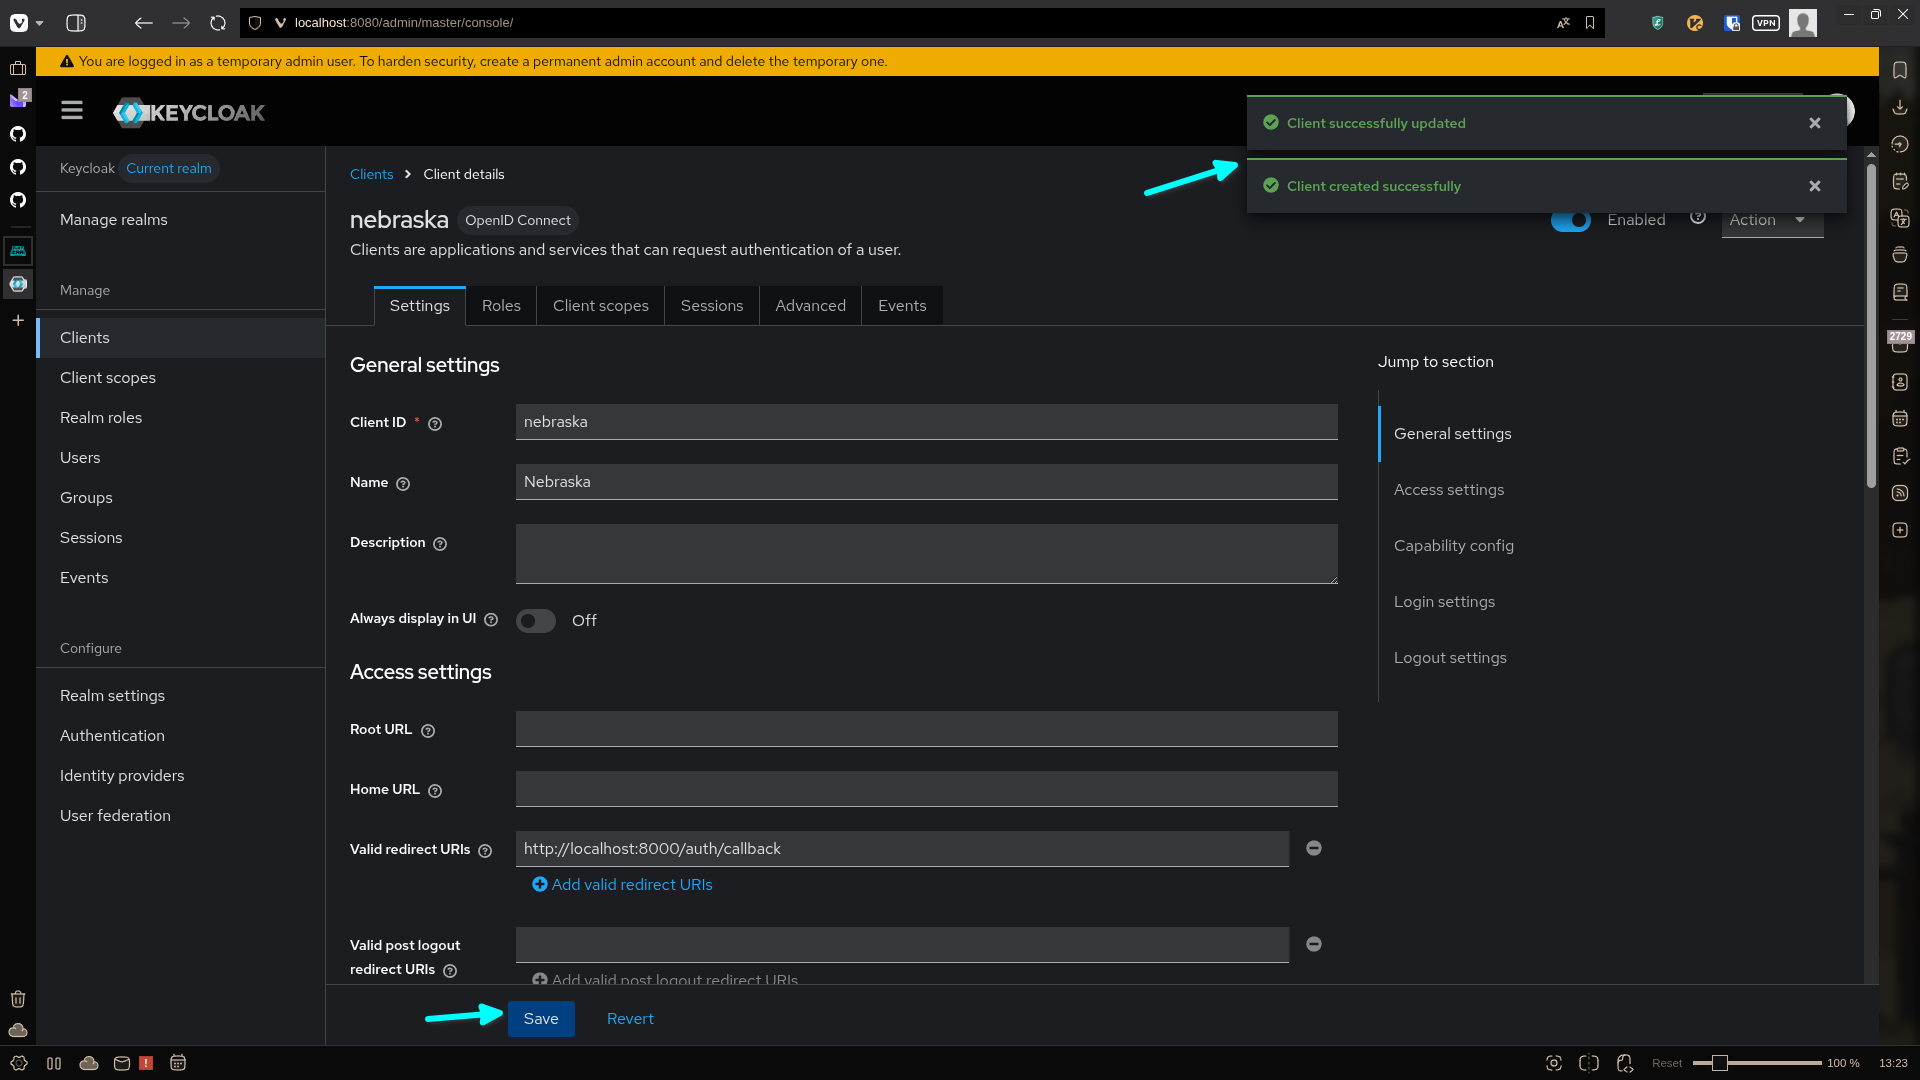 localhost:8080/admin/master/console/
VPN
You are logged in as a temporary admin user. To harden security, create a permanent admin account and delete the temporary one.
2
KEYCLOAK
Client successfully updated
Client created successfully
Keycloak Current realm
Manage realms
Manage
Clients
Client scopes
Realm roles
Users
Groups
Sessions
Events
Configure
Realm settings
Authentication
Identity providers
User federation
Clients > Client details
nebraska OpenID Connect
Enabled
Action
Clients are applications and services that can request authentication of a user.
Settings Roles Client scopes Sessions Advanced Events
General settings
Client ID * nebraska
Name Nebraska
Description
Always display in UI Off
Access settings
Root URL
Home URL
Valid redirect URIs http://localhost:8000/auth/callback
Add valid redirect URIs
Valid post logout
redirect URIs
Add valid post logout redirect URIs
Save Revert
Jump to section
General settings
Access settings
Capability config
Login settings
Logout settings
2729
Reset
100 %
13:23